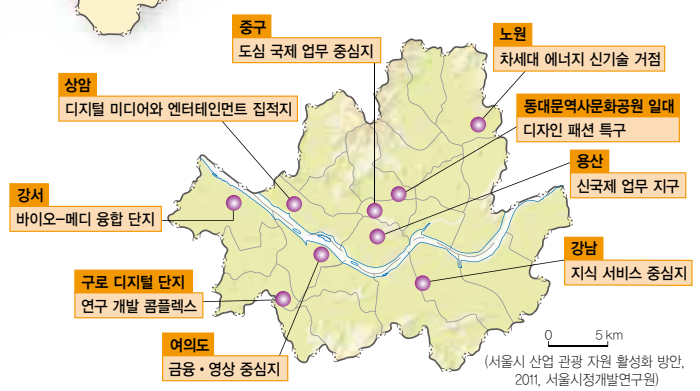 중구
도심 국제 업무 중심지
노원
차세대 에너지 신기술 거점
상암
디지털 미디어와 엔터테인먼트 집적지
동대문역사문화공원 일대
디자인 패션 특구
용산
신국제 업무 지구
강서
바이오-메디 융합 단지
강남
지식 서비스 중심지
구로 디지털 단지
연구 개발 콤플렉스
여의도
금융·영상 중심지
0 5 km
(서울시 산업 관광 자원 활성화 방안,
2011, 서울시정개발연구원)